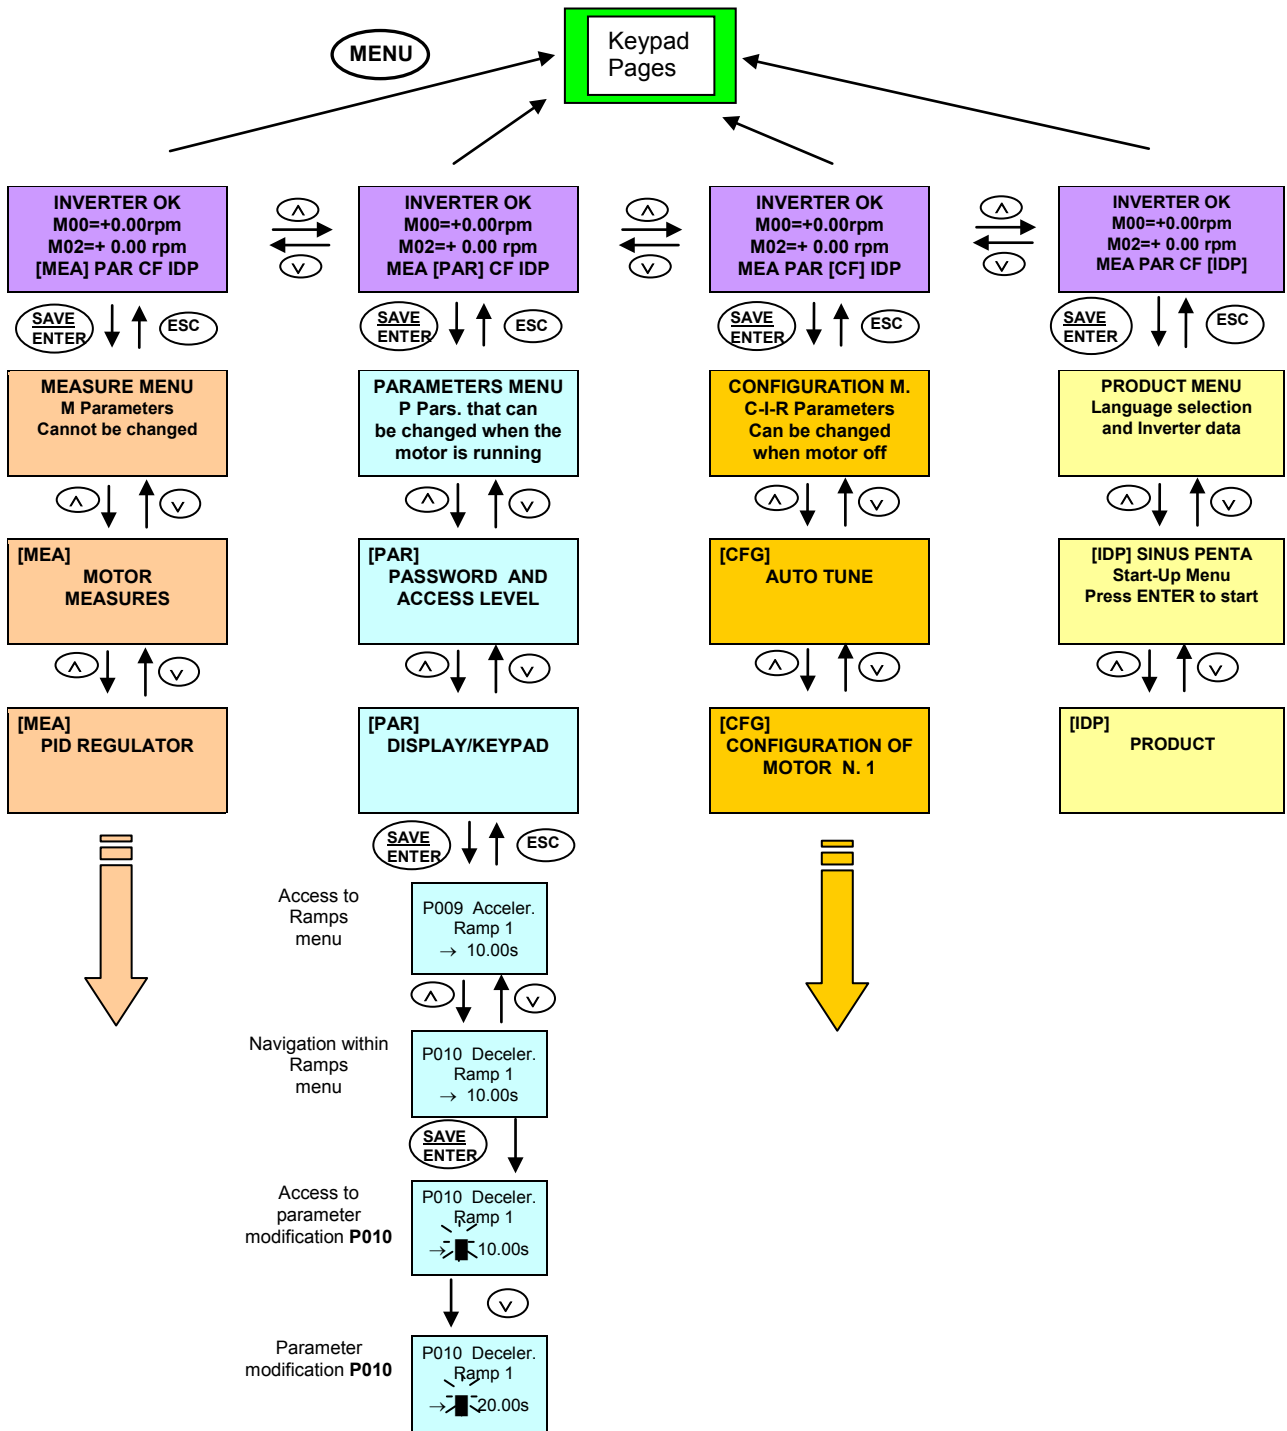 MENU
Keypad
Pages
INVERTER OK
M00=+0.00rpm
M02=+ 0.00 rpm
[MEA] PAR CF IDP
INVERTER OK
M00=+0.00rpm
M02=+ 0.00 rpm
MEA [PAR] CF IDP
INVERTER OK
M00=+0.00rpm
M02=+ 0.00 rpm
MEA PAR [CF] IDP
INVERTER OK
M00=+0.00rpm
M02=+ 0.00 rpm
MEA PAR CF [IDP]
SAVE
ENTER
ESC
SAVE
ENTER
ESC
SAVE
ENTER
ESC
SAVE
ENTER
ESC
MEASURE MENU
M Parameters
Cannot be changed
PARAMETERS MENU
P Pars. that can
be changed when the
motor is running
CONFIGURATION M.
C-I-R Parameters
Can be changed
when motor off
PRODUCT MENU
Language selection
and Inverter data
[MEA]
MOTOR
MEASURES
[PAR]
PASSWORD AND
ACCESS LEVEL
[CFG]
AUTO TUNE
[IDP] SINUS PENTA
Start-Up Menu
Press ENTER to start
[MEA]
PID REGULATOR
[PAR]
DISPLAY/KEYPAD
[CFG]
CONFIGURATION OF
MOTOR N. 1
[IDP]
PRODUCT
SAVE
ENTER
ESC
Access to
Ramps
menu
P009 Acceler.
Ramp 1
→ 10.00s
Navigation within
Ramps
menu
P010 Deceler.
Ramp 1
→ 10.00s
SAVE
ENTER
Access to
parameter
modification P010
P010 Deceler.
Ramp 1
→ 10.00s
Parameter
modification P010
P010 Deceler.
Ramp 1
→ 20.00s